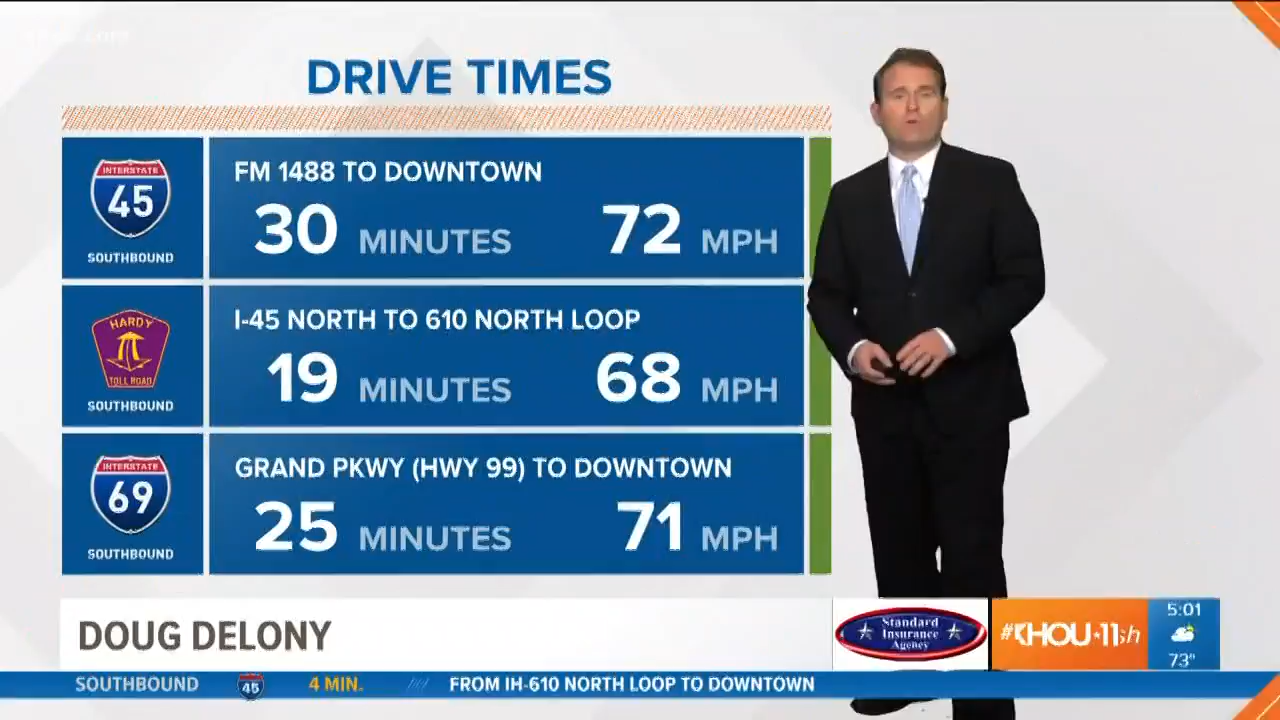 DRIVE TIMES
INTERSTATE
45
SOUTHBOUND
FM 1488 TO DOWNTOWN
30 MINUTES 72 MPH
HARDY
TOLL ROAD
SOUTHBOUND
I-45 NORTH TO 610 NORTH LOOP
19 MINUTES 68 MPH
INTERSTATE
69
SOUTHBOUND
GRAND PKWY (HWY 99) TO DOWNTOWN
25 MINUTES 71 MPH
DOUG DELONY
Standard
Insurance
Agency
#KHOU★11
5:01
73°
SOUTHBOUND 45 4 MIN. FROM IH-610 NORTH LOOP TO DOWNTOWN